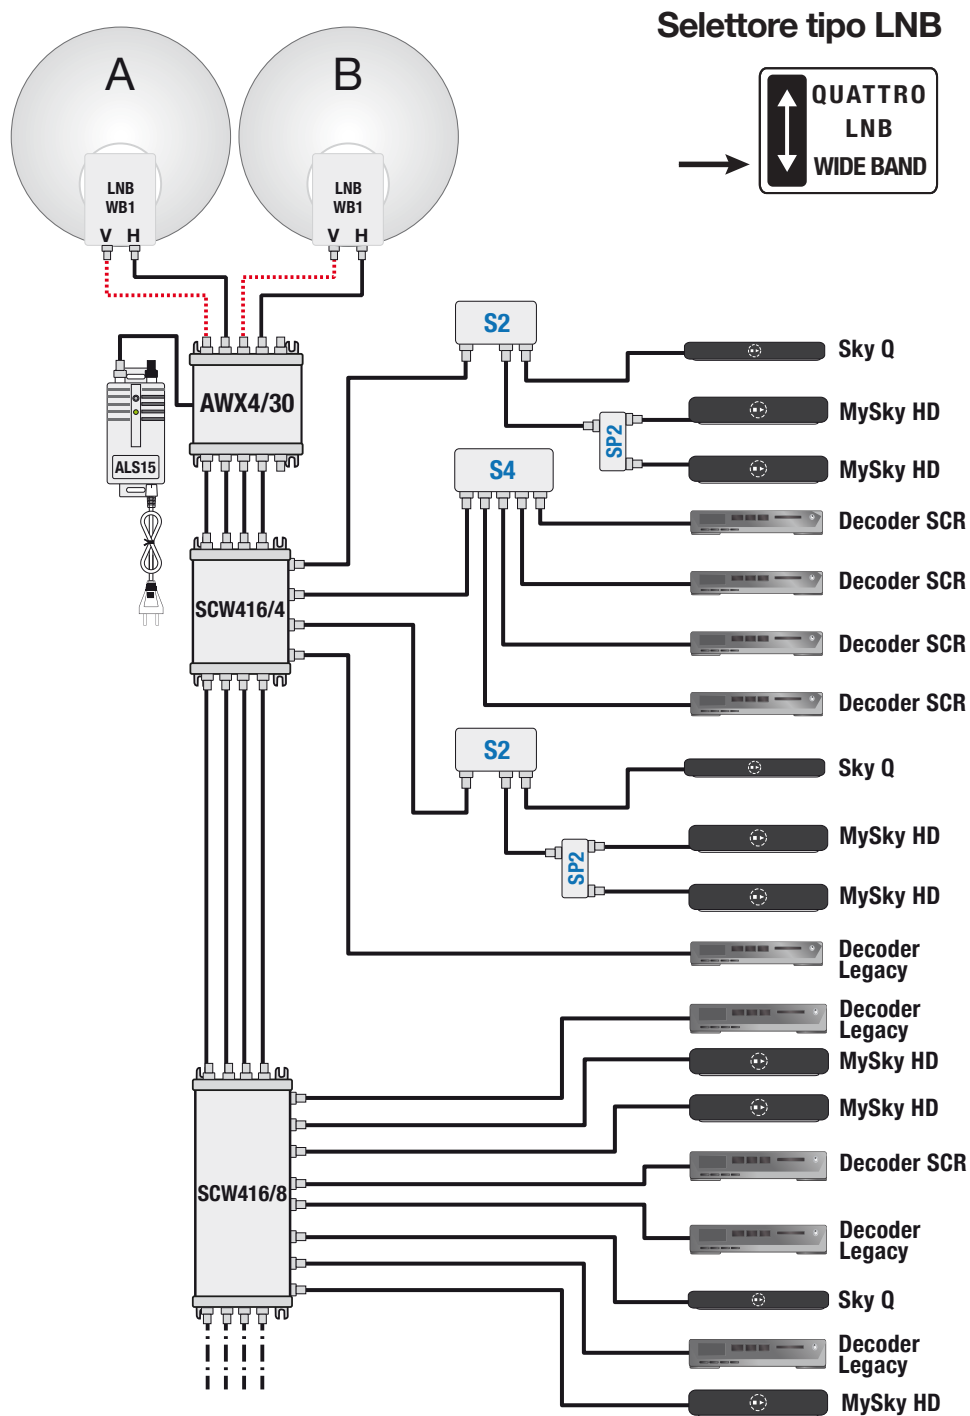 Selettore tipo LNB
QUATTRO
LNB
WIDE BAND
A
B
LNB
WB1
V H
LNB
WB1
V H
AWX4/30
ALS15
S2
Sky Q
SP2
MySky HD
MySky HD
S4
Decoder SCR
Decoder SCR
Decoder SCR
Decoder SCR
SCW416/4
S2
Sky Q
SP2
MySky HD
MySky HD
Decoder
Legacy
Decoder
Legacy
MySky HD
MySky HD
Decoder SCR
SCW416/8
Decoder
Legacy
Sky Q
Decoder
Legacy
MySky HD